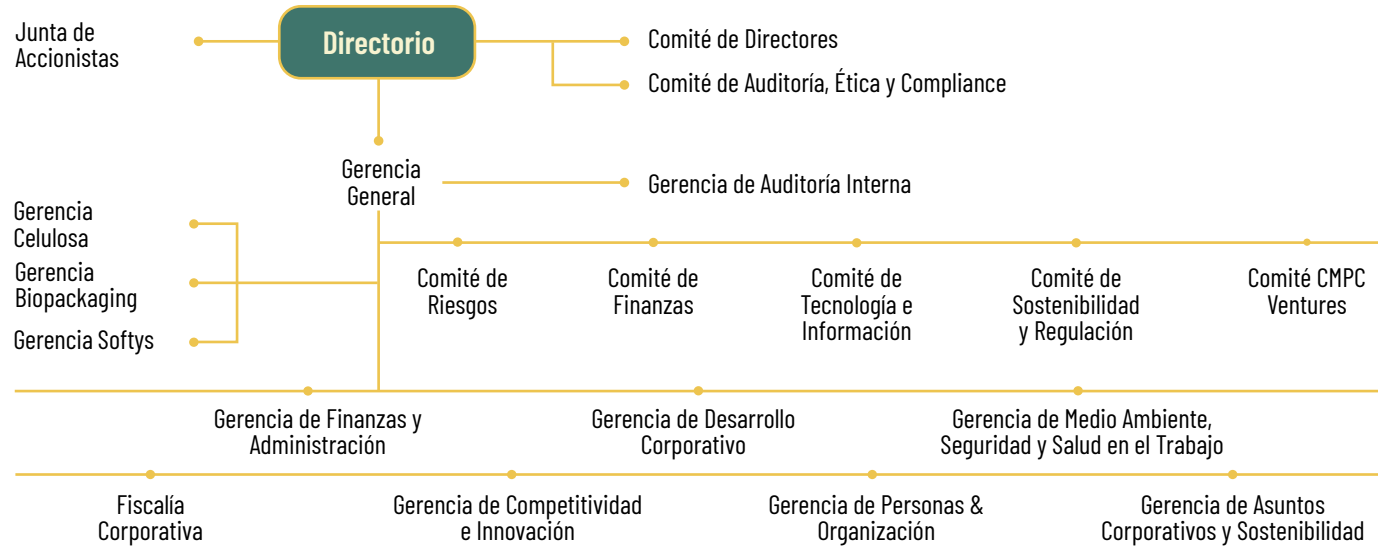 Junta de
Accionistas
Directorio
Comité de Directores
Comité de Auditoría, Ética y Compliance
Gerencia
General
Gerencia de Auditoría Interna
Gerencia
Celulosa
Gerencia
Biopackaging
Gerencia Softys
Comité de
Riesgos
Comité de
Finanzas
Comité de
Tecnología e
Información
Comité de
Sostenibilidad
y Regulación
Comité CMPC
Ventures
Gerencia de Finanzas y
Administración
Gerencia de Desarrollo
Corporativo
Gerencia de Medio Ambiente,
Seguridad y Salud en el Trabajo
Fiscalía
Corporativa
Gerencia de Competitividad
e Innovación
Gerencia de Personas &
Organización
Gerencia de Asuntos
Corporativos y Sostenibilidad